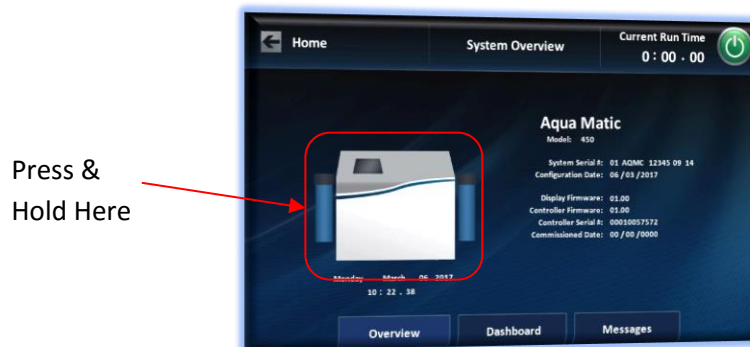 Press &
Hold Here
Home
System Overview
Current Run Time
0 : 00 . 00
Aqua Matic
Model: 450
System Serial #: 01 AQMC 12345 09 14
Configuration Date: 06 / 03 / 2017
Display Firmware: 01.00
Controller Firmware: 01.00
Controller Serial #: 00010057572
Commissioned Date: 00 / 00 / 0000
Monday March 06 2017
10 : 22 . 38
Overview
Dashboard
Messages